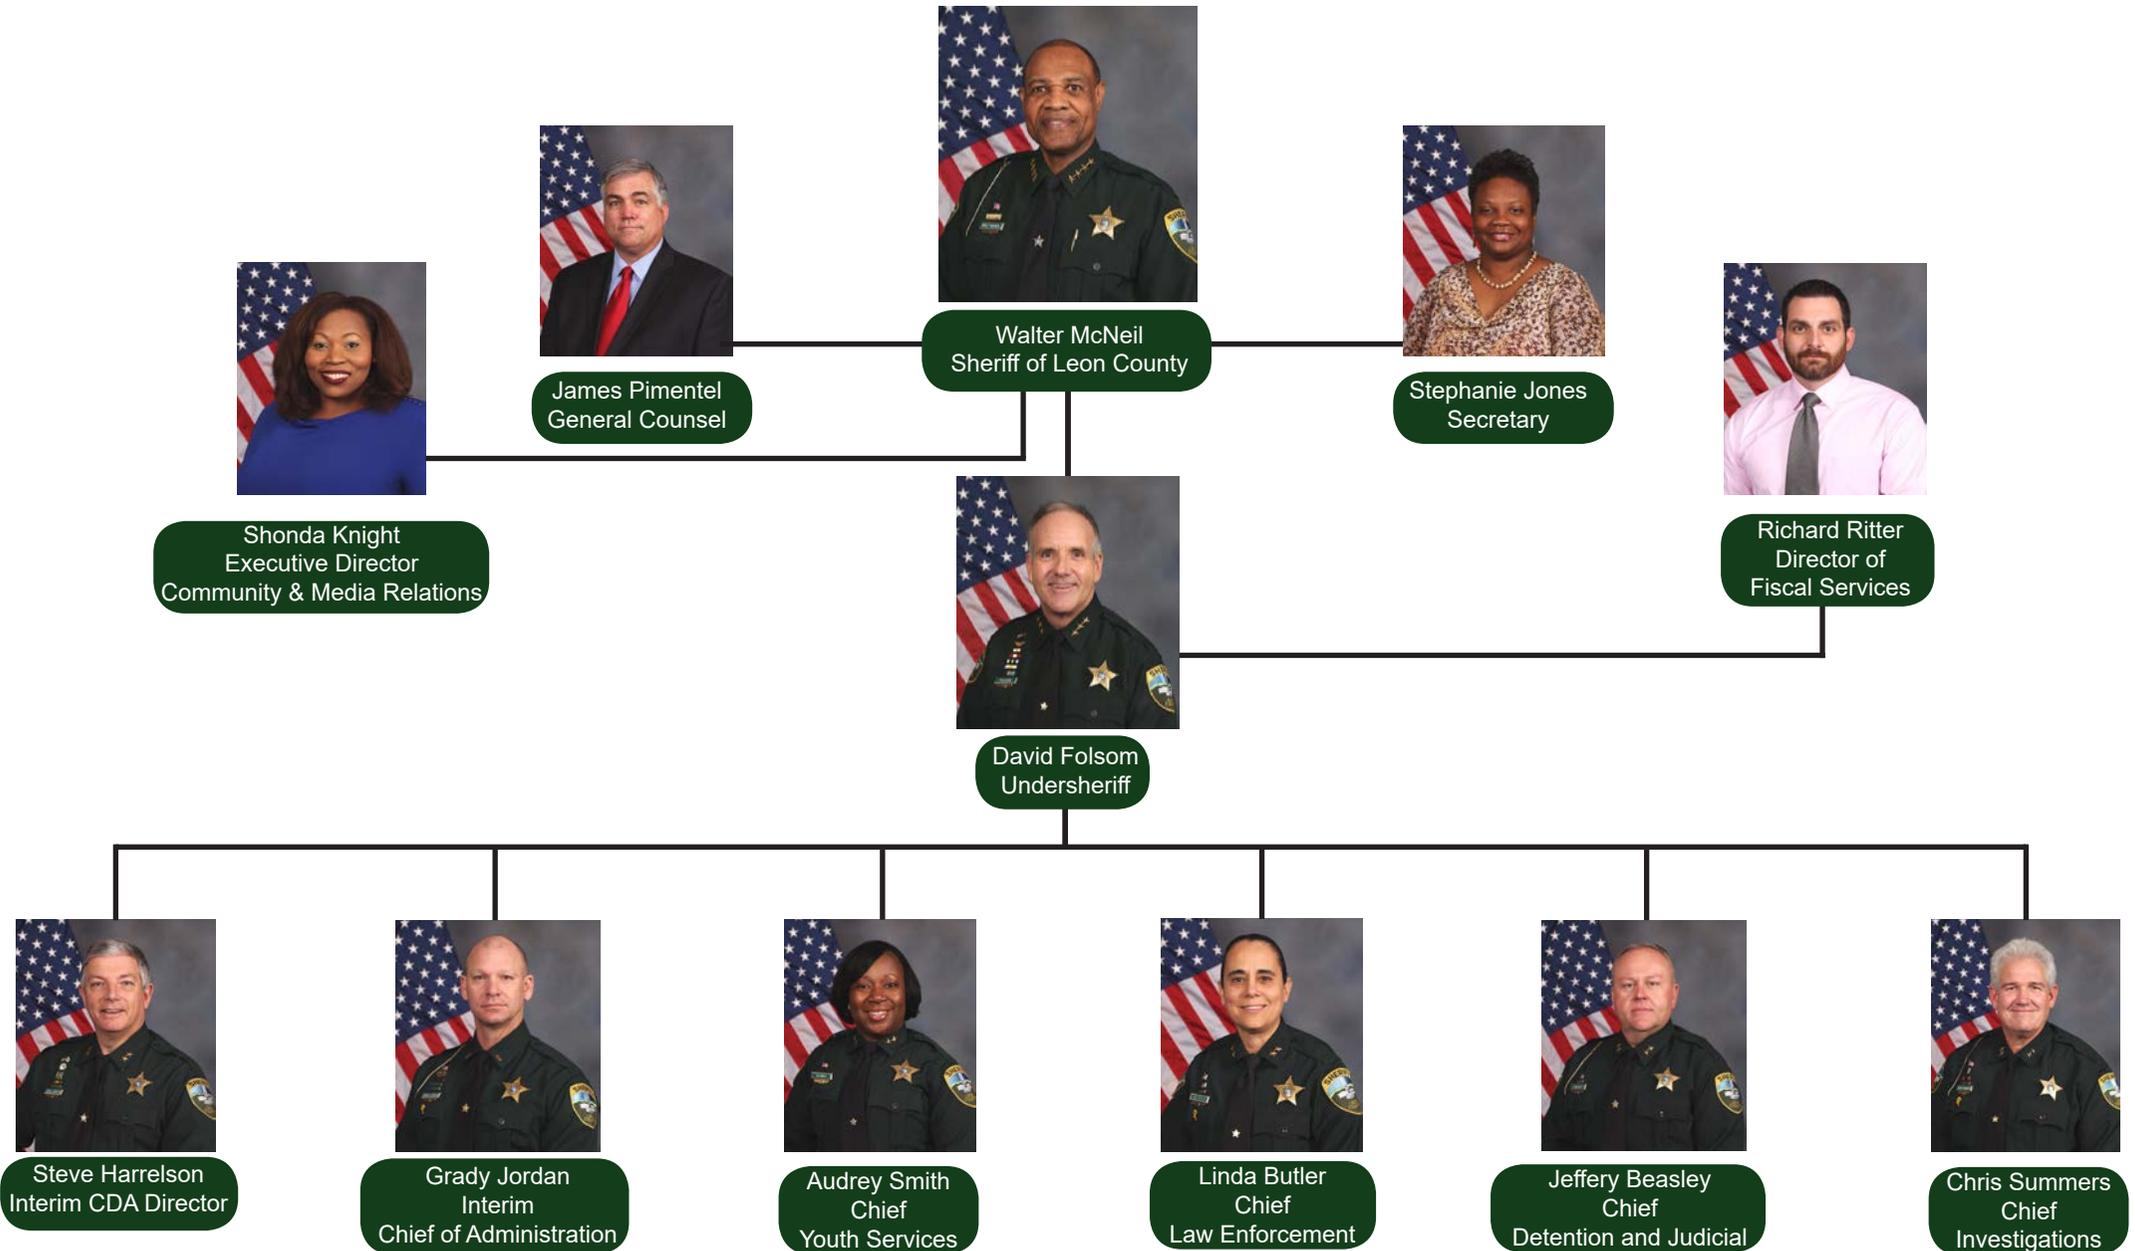 Walter McNeil
Sheriff of Leon County
James Pimentel
General Counsel
Stephanie Jones
Secretary
Shonda Knight
Executive Director
Community & Media Relations
Richard Ritter
Director of
Fiscal Services
David Folsom
Undersheriff
Steve Harrelson
Interim CDA Director
Grady Jordan
Interim
Chief of Administration
Audrey Smith
Chief
Youth Services
Linda Butler
Chief
Law Enforcement
Jeffery Beasley
Chief
Detention and Judicial
Chris Summers
Chief
Investigations